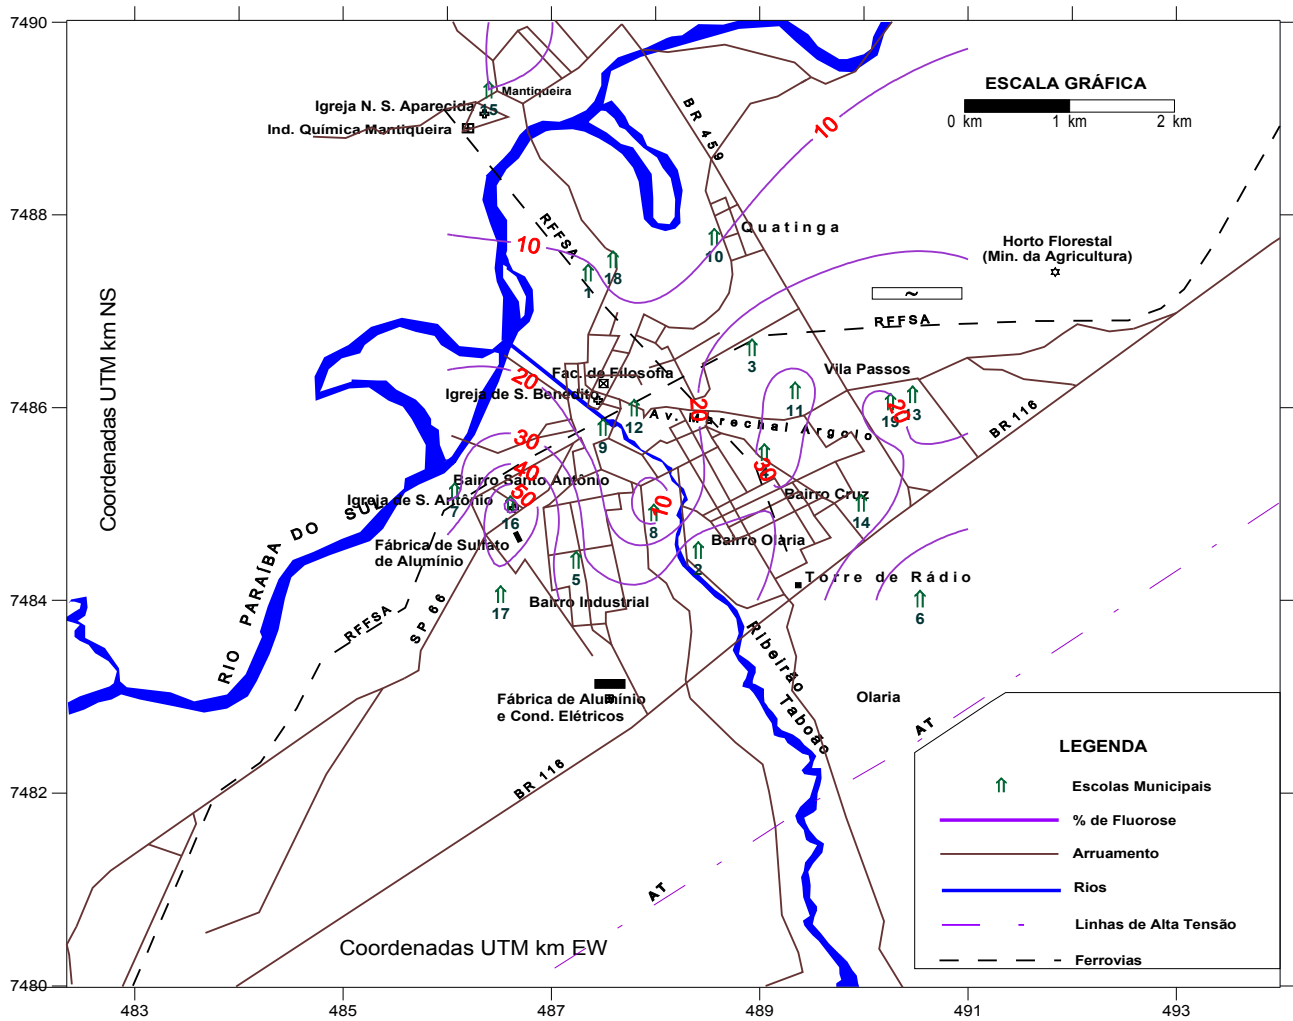 7490
7488
7486
7484
7482
7480
Coordenadas UTM km NS
ESCALA GRÁFICA
0 km 1 km 2 km
Mantiqueira
Igreja N. S. Aparecida
15
Ind. Química Mantiqueira
BR 459
10
RFFSA
10
Quatinga
10
1
18
Horto Florestal
(Min. da Agricultura)
~
RFFSA
3
Vila Passos
20
Fac. de Filosofia
Igreja de S. Benedito
20
Av. Marechal Argolo
11
19
20
13
12
9
BR 116
30
40
50
30
Bairro Santo Antônio
Igreja de S. Antônio
7
16
10
8
Bairro Cruz
14
RIO PARAÍBA DO SUL
Fábrica de Sulfato
de Alumínio
Bairro Olaria
2
5
Torre de Rádio
17
Bairro Industrial
6
RFFSA
SP 66
Ribeirão Taboão
Fábrica de Alumínio
e Cond. Elétricos
Olaria
AT
BR 116
AT
Coordenadas UTM km EW
LEGENDA
Escolas Municipais
% de Fluorose
Arruamento
Rios
Linhas de Alta Tensão
Ferrovias
483 485 487 489 491 493